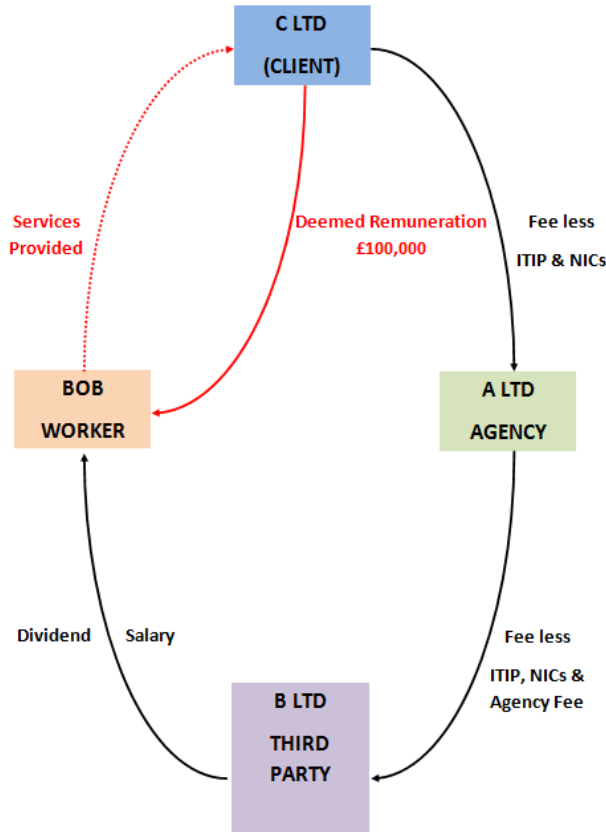 C LTD
(CLIENT)
Services
Provided
Deemed Remuneration
£100,000
Fee less
ITIP & NICs
BOB
WORKER
A LTD
AGENCY
Dividend
Salary
Fee less
ITIP, NICs &
Agency Fee
B LTD
THIRD
PARTY